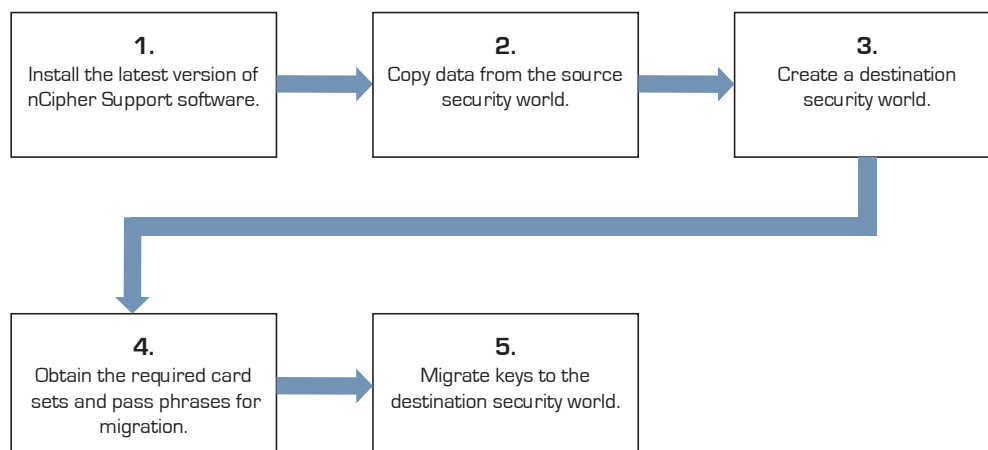 1.
Install the latest version of
nCipher Support software.
2.
Copy data from the source
security world.
3.
Create a destination
security world.
4.
Obtain the required card
sets and pass phrases for
migration.
5.
Migrate keys to the
destination security world.